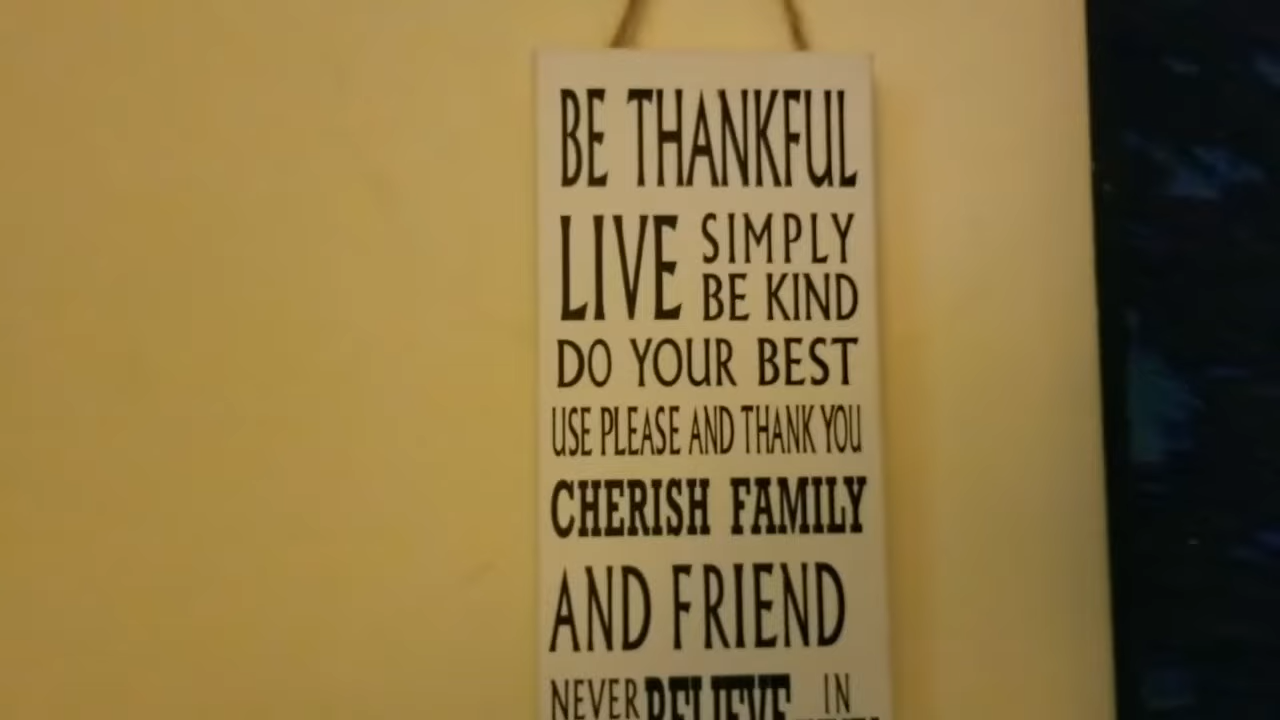 BE THANKFUL
LIVE SIMPLY
BE KIND
DO YOUR BEST
USE PLEASE AND THANK YOU
CHERISH FAMILY
AND FRIEND
NEVER BELIEVE IN